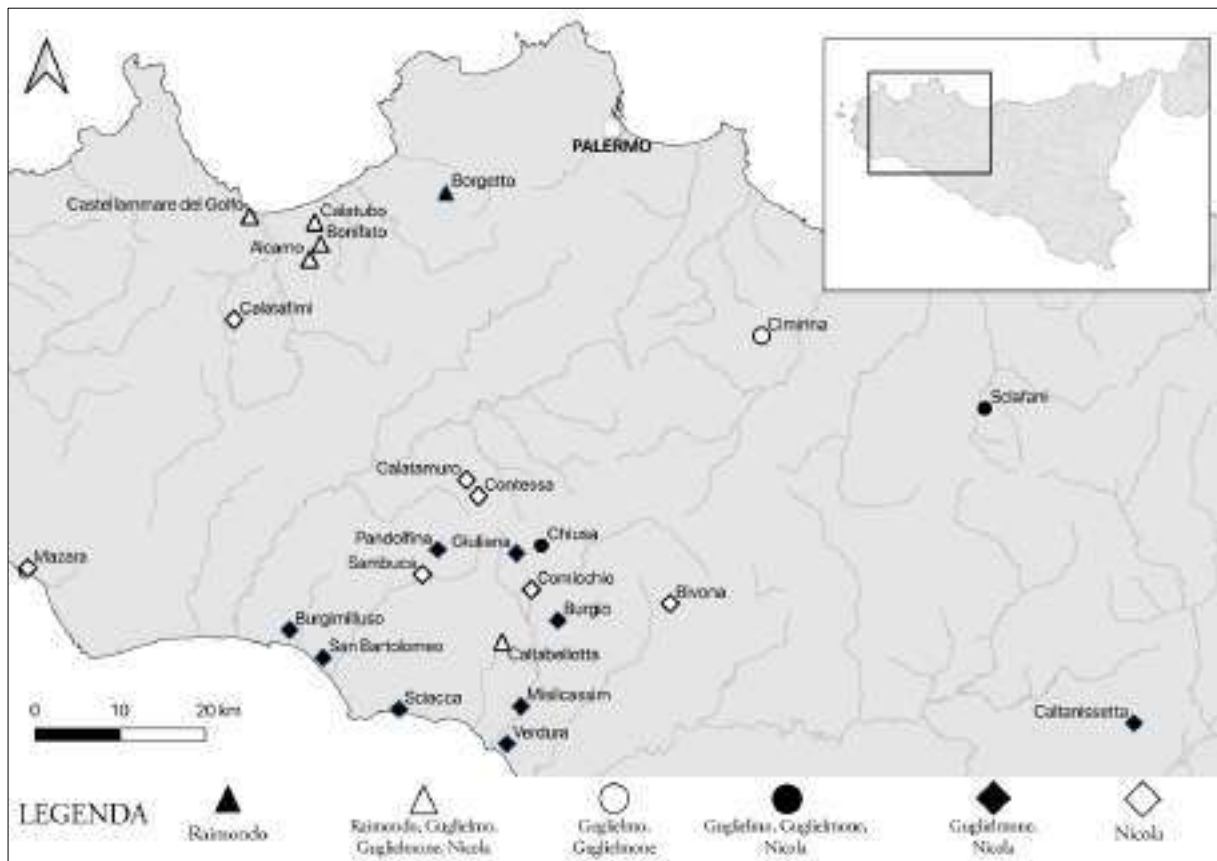 PALERMO
Borgetto
Castellammare del Golfo
Calatubo
Bonifato
Alcamo
Calatafimi
Ciminna
Sclafani
Calatamuro
Contessa
Pandolfina
Giuliana
Chiusa
Mazara
Sambuca
Comicchio
Bivona
Burgio
Burgimilluso
San Bartolomeo
Caltabellotta
Sciacca
Misilcassim
Caltanissetta
Verdura
0 10 20 km
LEGENDA
Raimondo
Raimondo, Guglielmo,
Guglielmone, Nicola
Guglielmo,
Guglielmone
Guglielmo, Guglielmone,
Nicola
Guglielmone,
Nicola
Nicola